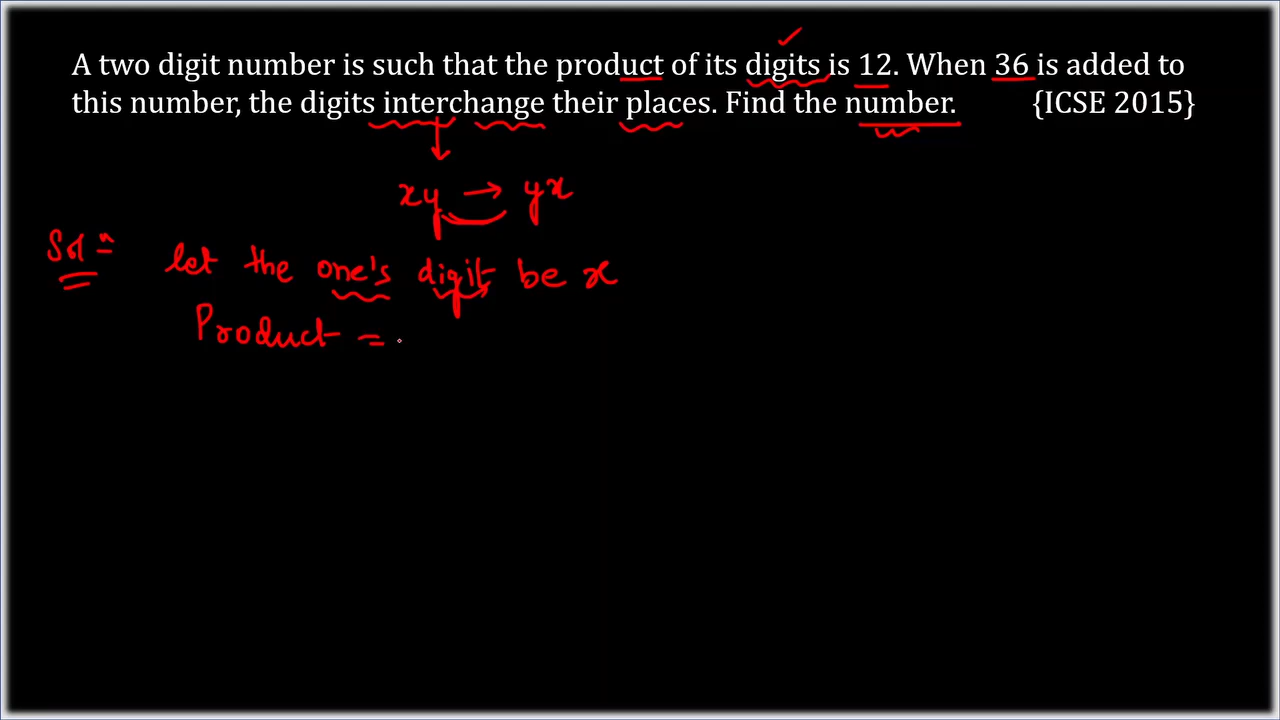 A two digit number is such that the product of its digits is 12. When 36 is added to
this number, the digits interchange their places. Find the number. {ICSE 2015}
xy → yx
Solⁿ let the one's digit be x
Product =